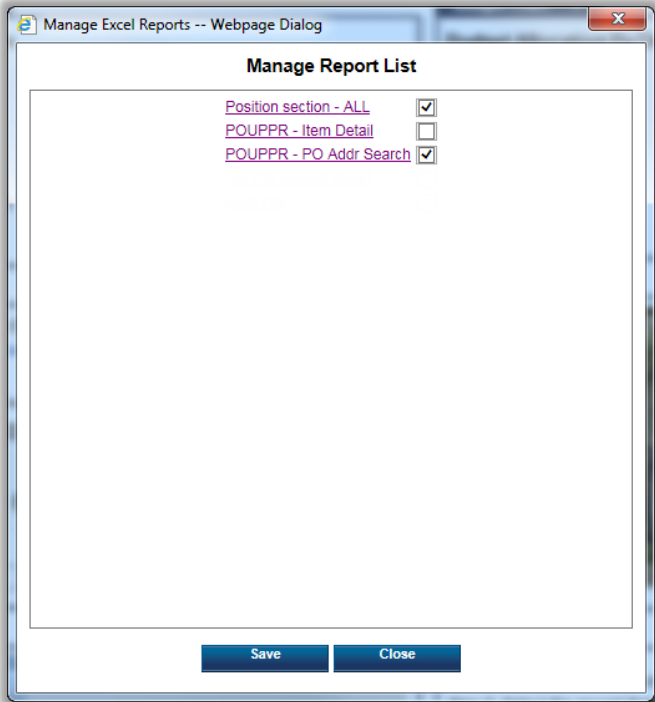 Manage Excel Reports -- Webpage Dialog
Manage Report List
Position section - ALL
POUPPR - Item Detail
POUPPR - PO Addr Search
Save Close